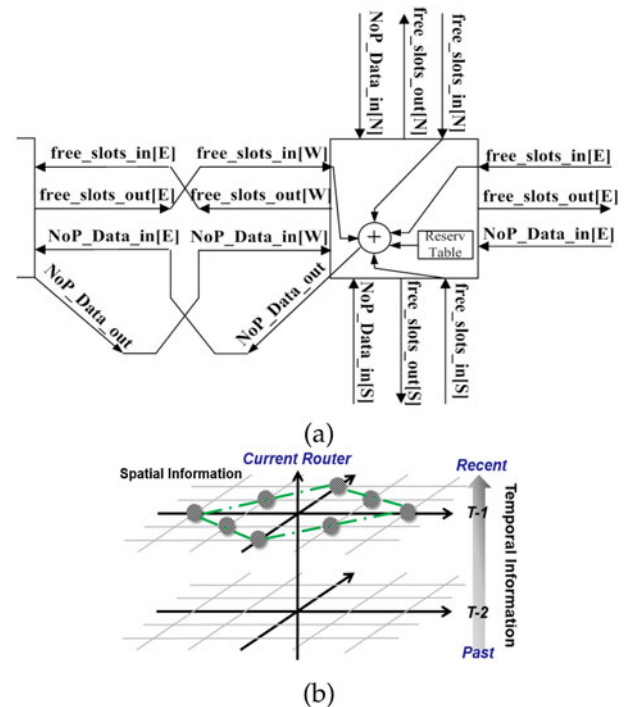 NoP_Data_in[N]
free_slots_out[N]
free_slots_in[N]
free_slots_in[E]
free_slots_in[W]
free_slots_in[E]
free_slots_out[E]
free_slots_out[W]
free_slots_out[E]
+
Reserv
Table
NoP_Data_in[E]
NoP_Data_in[W]
NoP_Data_in[E]
NoP_Data_out
NoP_Data_out
NoP_Data_in[S]
free_slots_out[S]
free_slots_in[S]
(a)
Spatial Information
Current Router
Recent
T-1
Temporal Information
T-2
Past
(b)